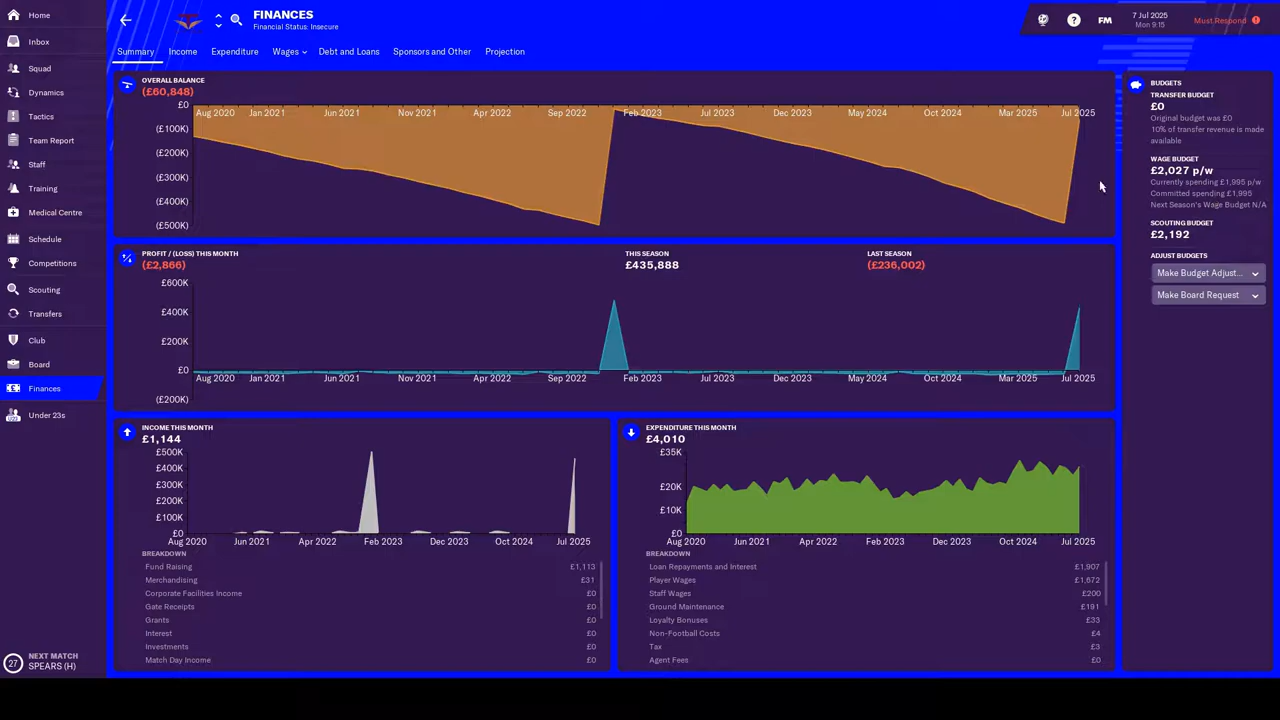 Home
Inbox
Squad
Dynamics
Tactics
Team Report
Staff
Training
Medical Centre
Schedule
Competitions
Scouting
Transfers
Club
Board
Finances
Under 23s
27
NEXT MATCH
SPEARS (H)
FINANCES
Financial Status: Insecure
? FM
7 Jul 2025
Mon 9:15
Must Respond !
Summary Income Expenditure Wages Debt and Loans Sponsors and Other Projection
OVERALL BALANCE
(£60,848)
£0
(£100K)
(£200K)
(£300K)
(£400K)
(£500K)
Aug 2020 Jan 2021 Jun 2021 Nov 2021 Apr 2022 Sep 2022 Feb 2023 Jul 2023 Dec 2023 May 2024 Oct 2024 Mar 2025 Jul 2025
PROFIT / (LOSS) THIS MONTH
(£2,866)
THIS SEASON
£435,888
LAST SEASON
(£236,002)
£600K
£400K
£200K
£0
(£200K)
Aug 2020 Jan 2021 Jun 2021 Nov 2021 Apr 2022 Sep 2022 Feb 2023 Jul 2023 Dec 2023 May 2024 Oct 2024 Mar 2025 Jul 2025
INCOME THIS MONTH
£1,144
£500K
£400K
£300K
£200K
£100K
£0
Aug 2020 Jun 2021 Apr 2022 Feb 2023 Dec 2023 Oct 2024 Jul 2025
BREAKDOWN
Fund Raising £1,113
Merchandising £31
Corporate Facilities Income £0
Gate Receipts £0
Grants £0
Interest £0
Investments £0
Match Day Income £0
EXPENDITURE THIS MONTH
£4,010
£35K
£20K
£10K
£0
Aug 2020 Jun 2021 Apr 2022 Feb 2023 Dec 2023 Oct 2024 Jul 2025
BREAKDOWN
Loan Repayments and Interest £1,907
Player Wages £1,672
Staff Wages £200
Ground Maintenance £191
Loyalty Bonuses £33
Non-Football Costs £4
Tax £3
Agent Fees £0
BUDGETS
TRANSFER BUDGET
£0
Original budget was £0
10% of transfer revenue is made
available
WAGE BUDGET
£2,027 p/w
Currently spending £1,995 p/w
Committed spending £1,995
Next Season's Wage Budget N/A
SCOUTING BUDGET
£2,192
ADJUST BUDGETS
Make Budget Adjust...
Make Board Request